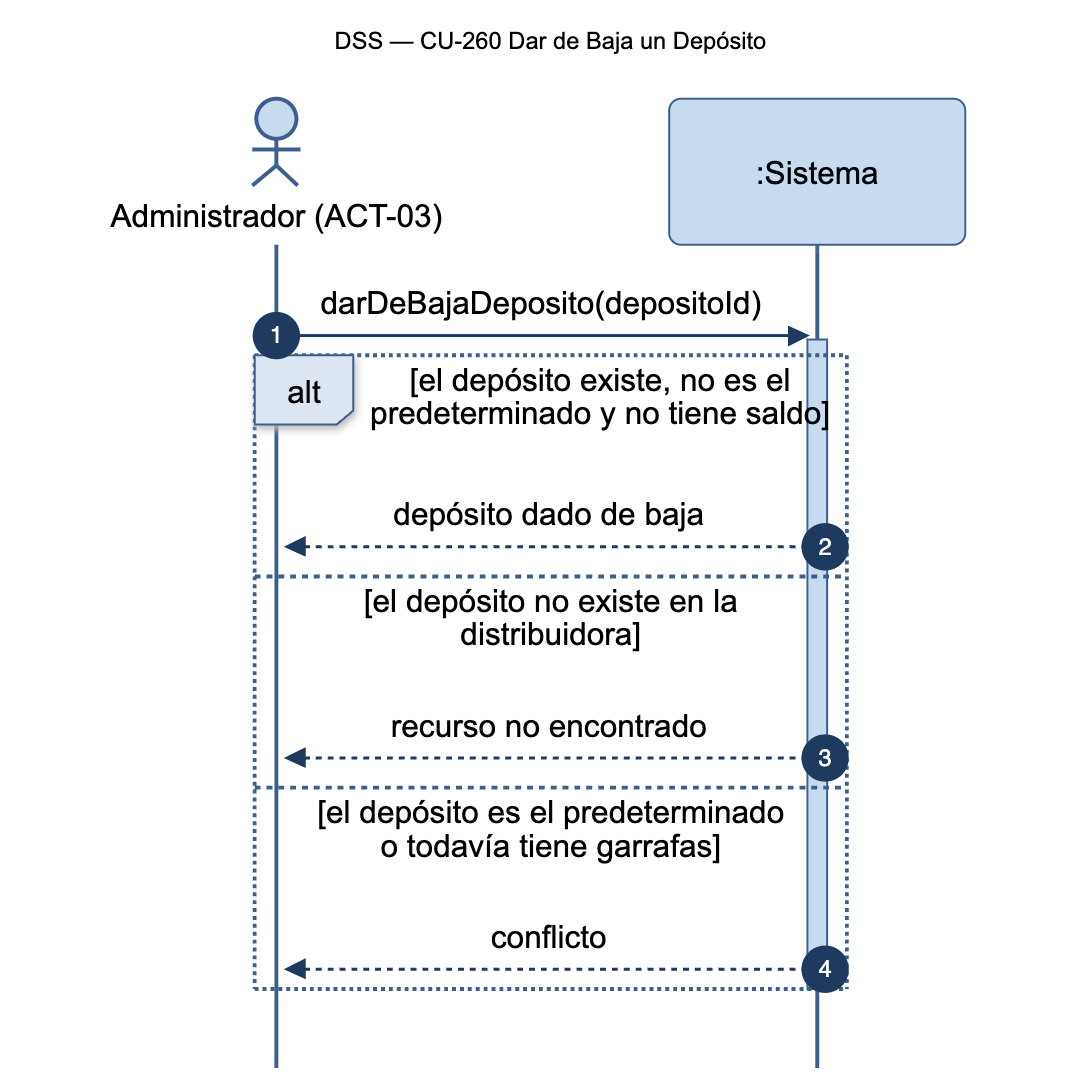 DSS — CU-260 Dar de Baja un Depósito
Administrador (ACT-03)
:Sistema
darDeBajaDeposito(depositoId)
1
alt
[el depósito existe, no es el
predeterminado y no tiene saldo]
depósito dado de baja
2
[el depósito no existe en la
distribuidora]
recurso no encontrado
3
[el depósito es el predeterminado
o todavía tiene garrafas]
conflicto
4